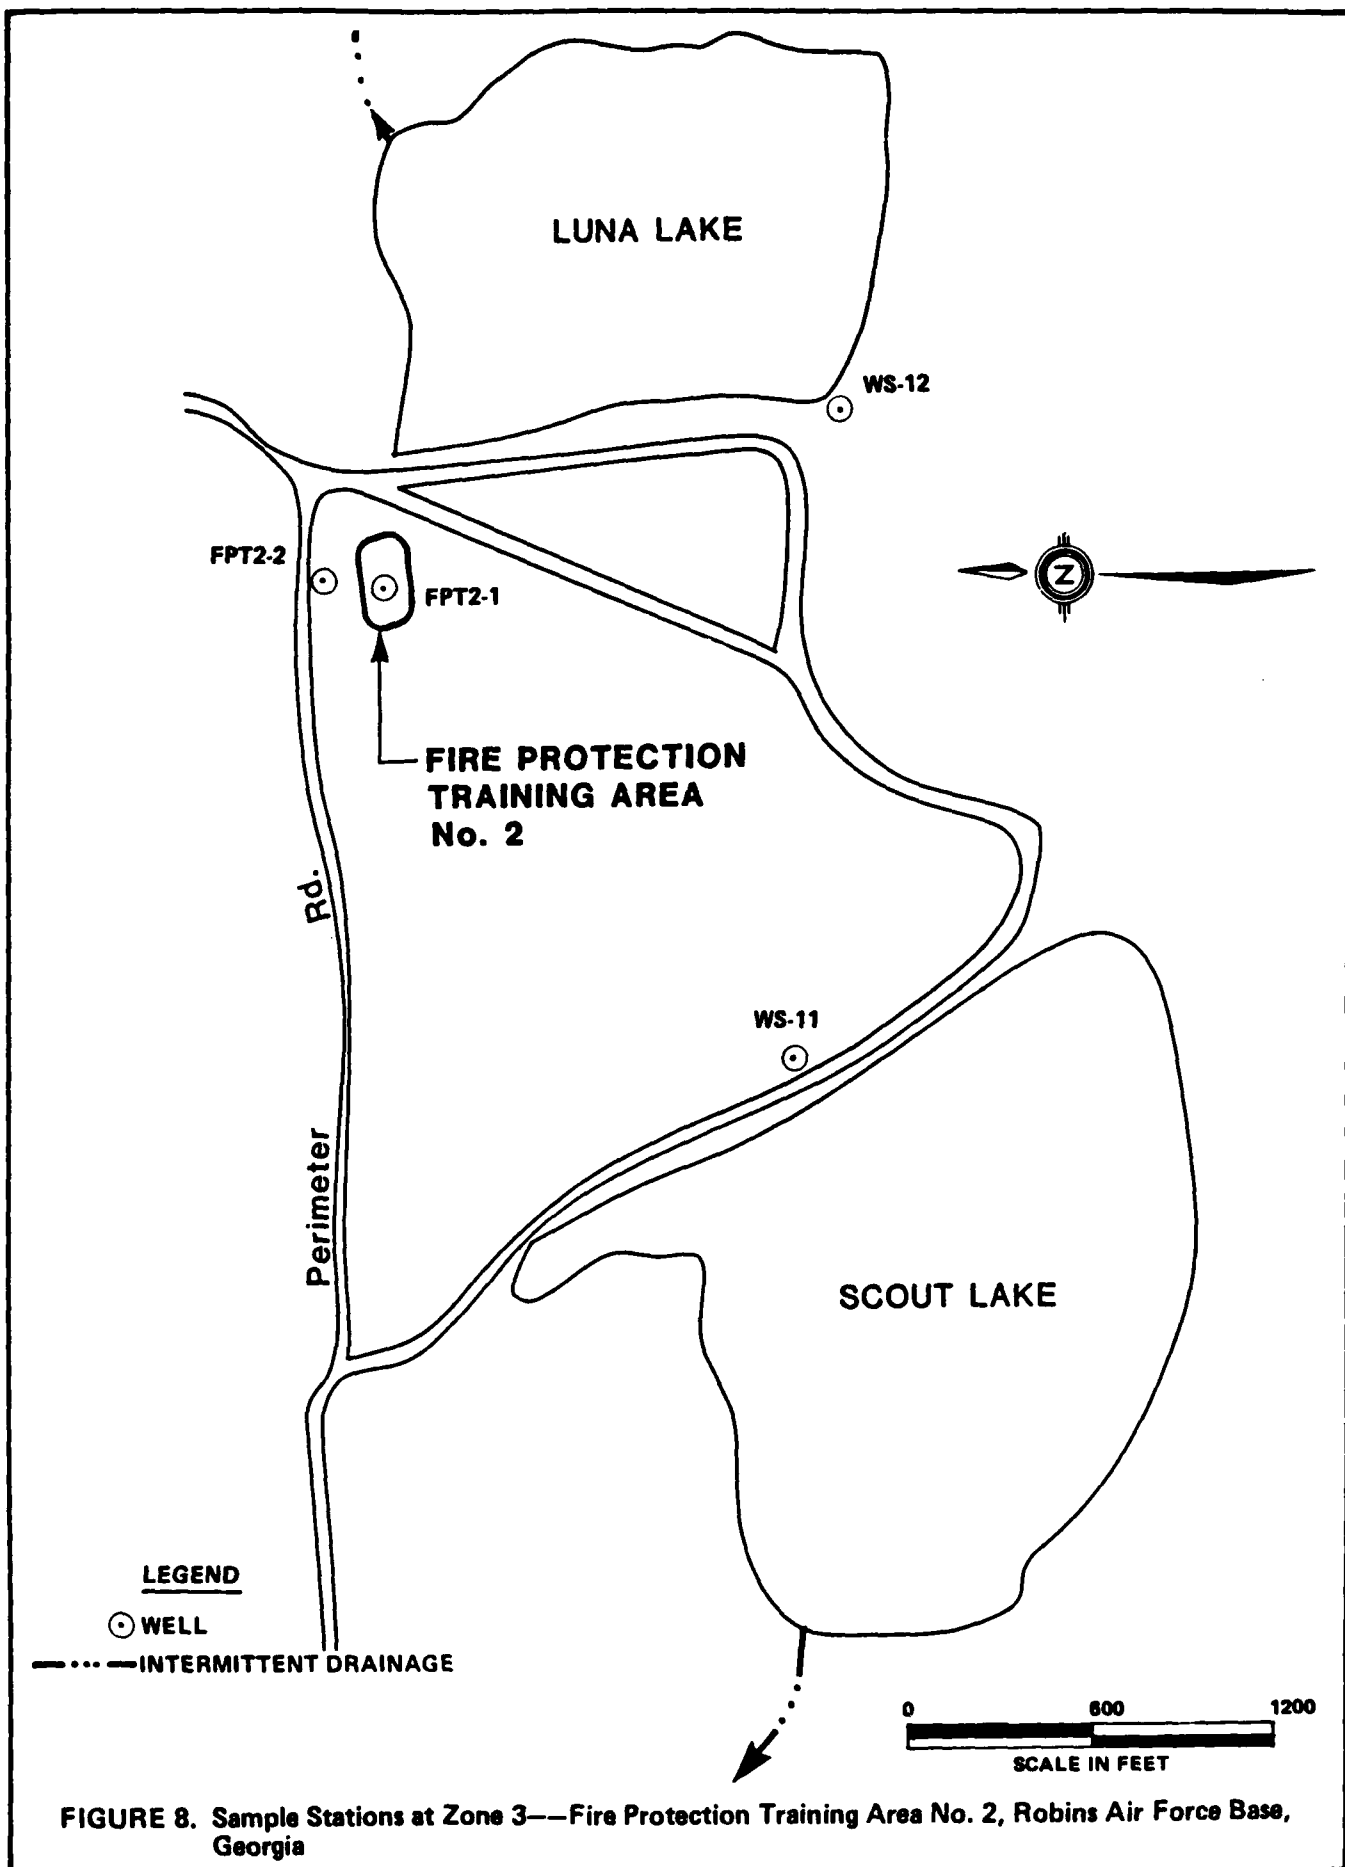 LUNA LAKE
WS-12
FPT2-2
FPT2-1
N
FIRE PROTECTION
TRAINING AREA
No. 2
Perimeter Rd.
WS-11
SCOUT LAKE
LEGEND
WELL
INTERMITTENT DRAINAGE
0 600 1200
SCALE IN FEET
FIGURE 8. Sample Stations at Zone 3——Fire Protection Training Area No. 2, Robins Air Force Base,
Georgia